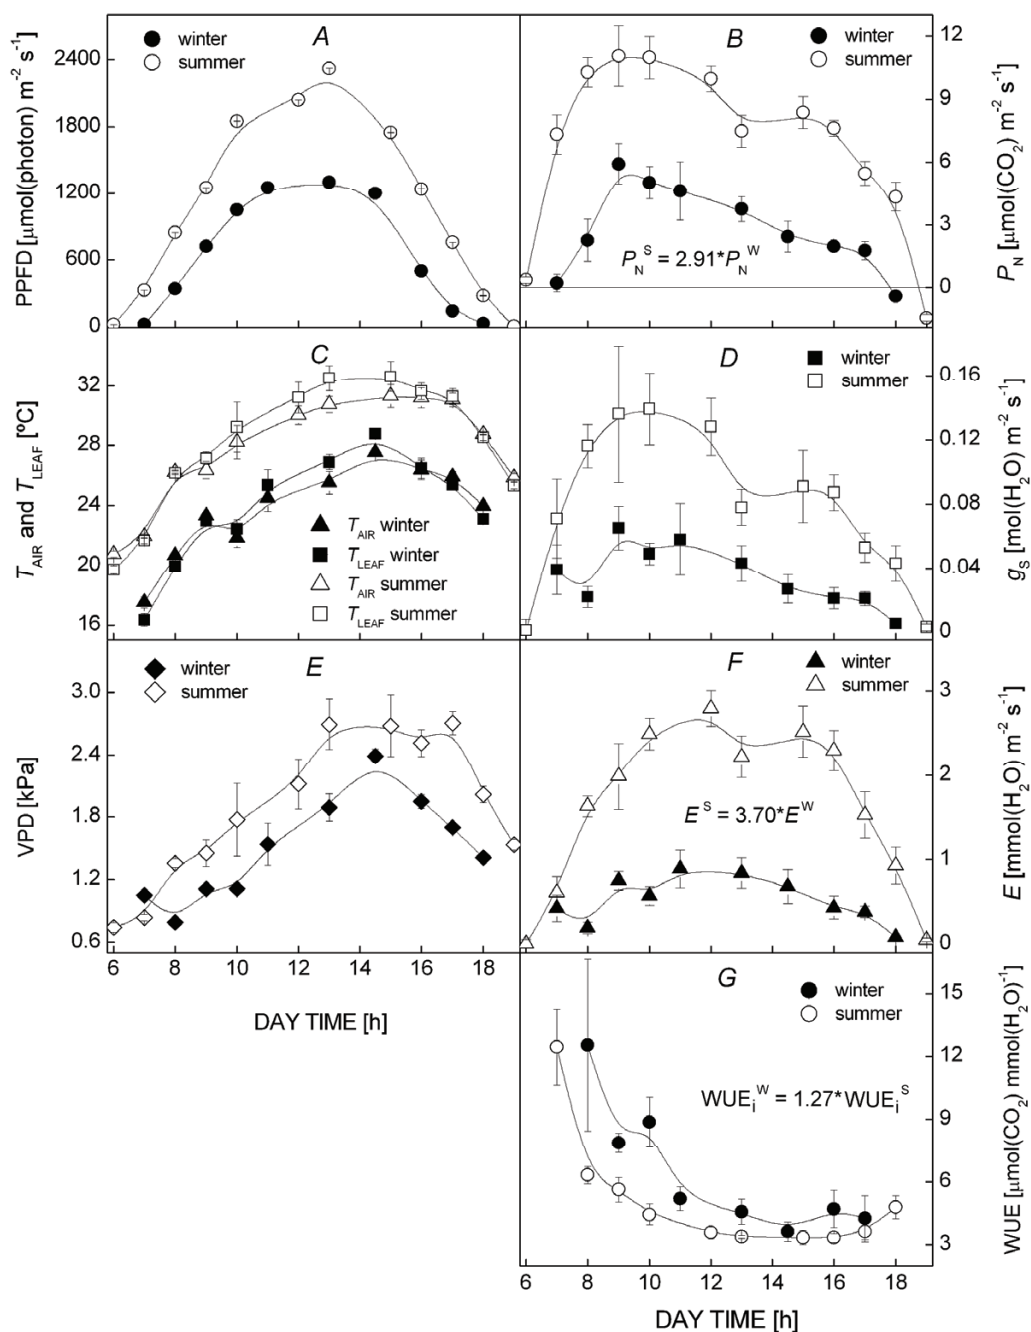 A
winter
summer
2400
1800
1200
600
0
PPFD [μmol(photon) m⁻² s⁻¹]
B
winter
summer
P_N^S = 2.91*P_N^W
12
9
6
3
0
P_N [μmol(CO₂) m⁻² s⁻¹]
C
32
28
24
20
16
T_AIR and T_LEAF [ºC]
T_AIR winter
T_LEAF winter
T_AIR summer
T_LEAF summer
D
winter
summer
0.16
0.12
0.08
0.04
0
g_S [mol(H₂O) m⁻² s⁻¹]
E
winter
summer
3.0
2.4
1.8
1.2
0.6
VPD [kPa]
6 8 10 12 14 16 18
DAY TIME [h]
F
winter
summer
E^S = 3.70*E^W
3
2
1
0
E [mmol(H₂O) m⁻² s⁻¹]
G
winter
summer
WUE_i^W = 1.27*WUE_i^S
15
12
9
6
3
WUE [μmol(CO₂) mmol(H₂O)⁻¹]
6 8 10 12 14 16 18
DAY TIME [h]